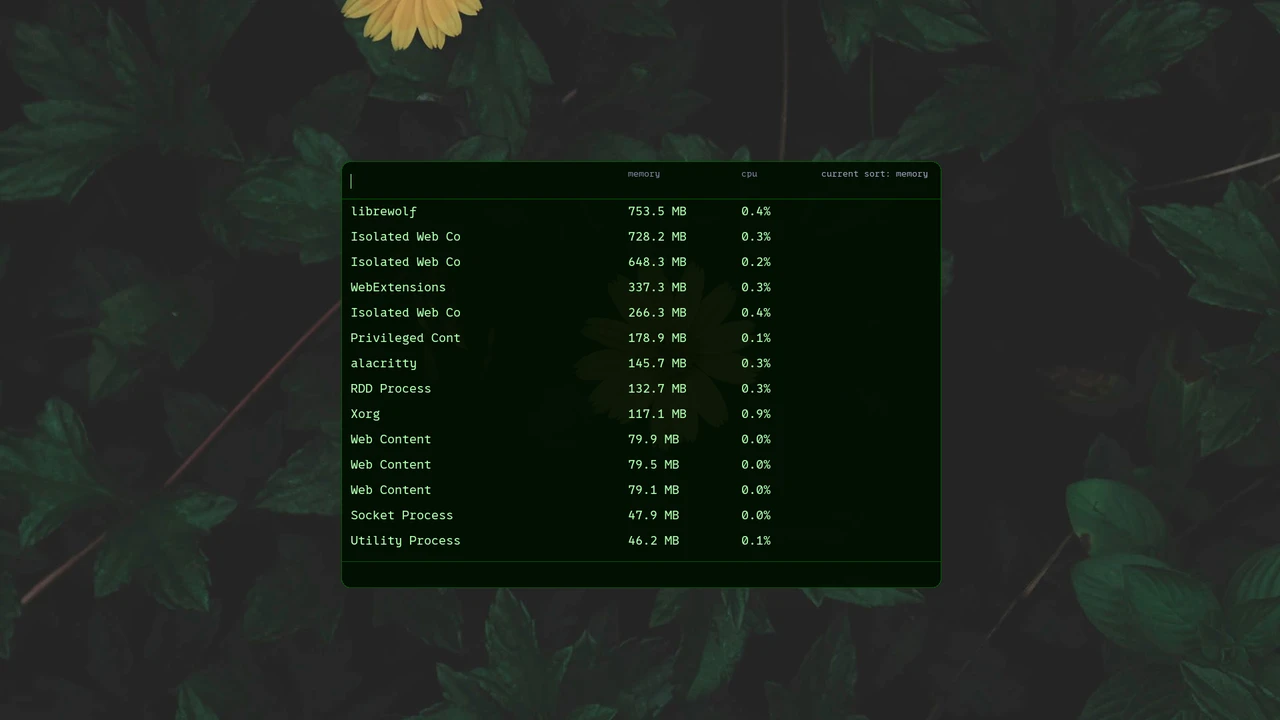 memory cpu current sort: memory
librewolf 753.5 MB 0.4%
Isolated Web Co 728.2 MB 0.3%
Isolated Web Co 648.3 MB 0.2%
WebExtensions 337.3 MB 0.3%
Isolated Web Co 266.3 MB 0.4%
Privileged Cont 178.9 MB 0.1%
alacritty 145.7 MB 0.3%
RDD Process 132.7 MB 0.3%
Xorg 117.1 MB 0.9%
Web Content 79.9 MB 0.0%
Web Content 79.5 MB 0.0%
Web Content 79.1 MB 0.0%
Socket Process 47.9 MB 0.0%
Utility Process 46.2 MB 0.1%